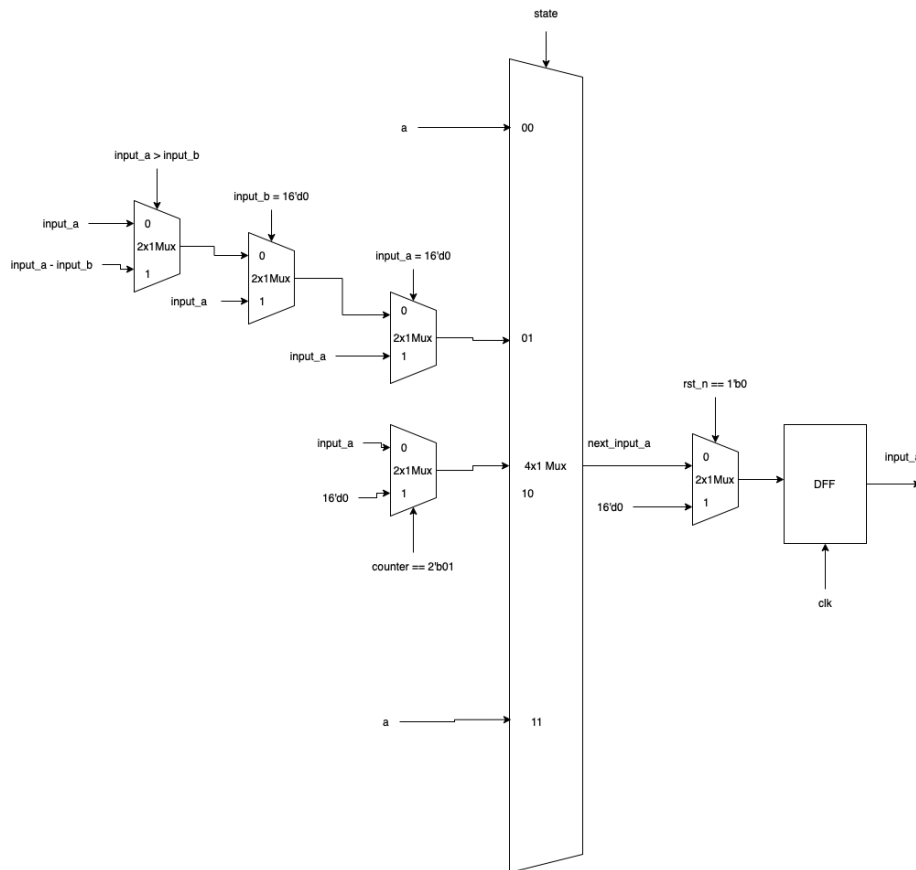 state
a
00
input_a > input_b
input_a
0
2x1Mux
input_a - input_b
1
input_b = 16'd0
0
2x1Mux
input_a
1
input_a = 16'd0
0
2x1Mux
input_a
1
01
input_a
0
2x1Mux
16'd0
1
counter == 2'b01
4x1 Mux
10
next_input_a
rst_n == 1'b0
0
2x1Mux
16'd0
1
DFF
clk
input_a
a
11